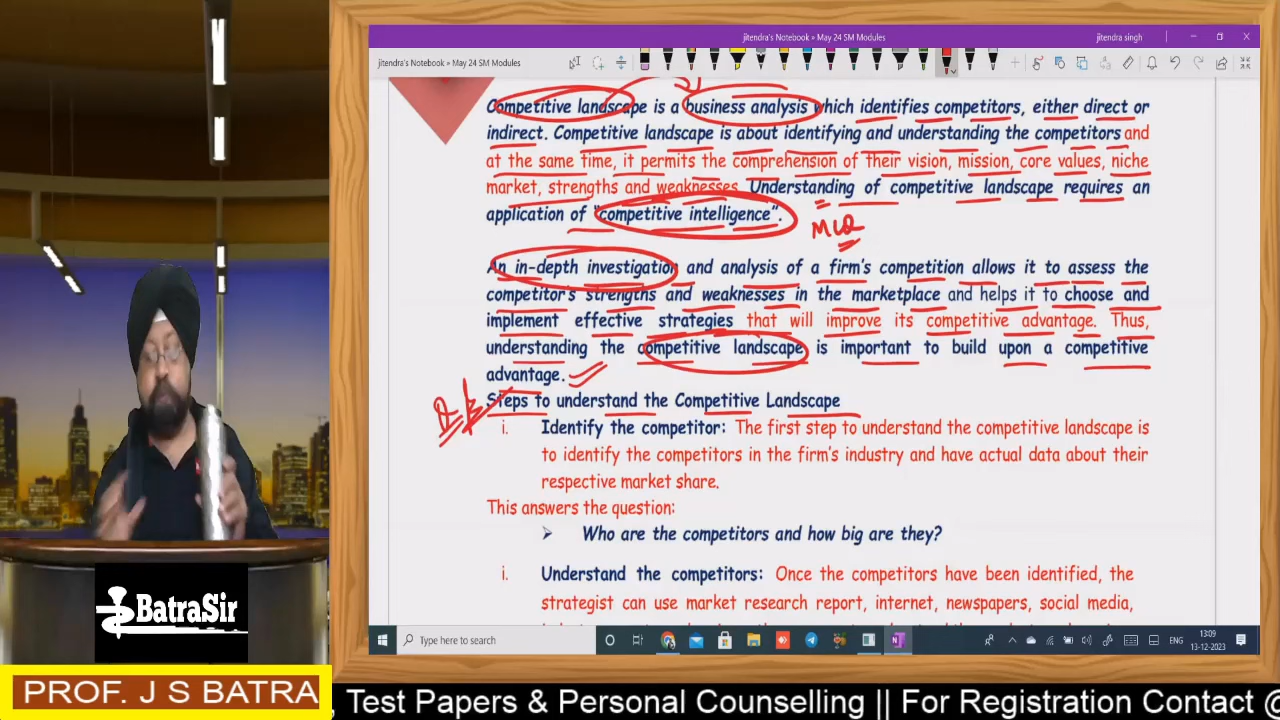 jitendra's Notebook » May 24 SM Modules
jitendra singh
jitendra's Notebook » May 24 SM Modules
Competitive landscape is a business analysis which identifies competitors, either direct or
indirect. Competitive landscape is about identifying and understanding the competitors and
at the same time, it permits the comprehension of their vision, mission, core values, niche
market, strengths and weaknesses. Understanding of competitive landscape requires an
application of "competitive intelligence".
MCQ
An in-depth investigation and analysis of a firm's competition allows it to assess the
competitor's strengths and weaknesses in the marketplace and helps it to choose and
implement effective strategies that will improve its competitive advantage. Thus,
understanding the competitive landscape is important to build upon a competitive
advantage.
Steps to understand the Competitive Landscape
i. Identify the competitor: The first step to understand the competitive landscape is
to identify the competitors in the firm's industry and have actual data about their
respective market share.
This answers the question:
➢ Who are the competitors and how big are they?
i. Understand the competitors: Once the competitors have been identified, the
strategist can use market research report, internet, newspapers, social media,
Type here to search
ENG
13:09
13-12-2023
BatraSir
PROF. J S BATRA
, Test Papers & Personal Counselling || For Registration Contact @